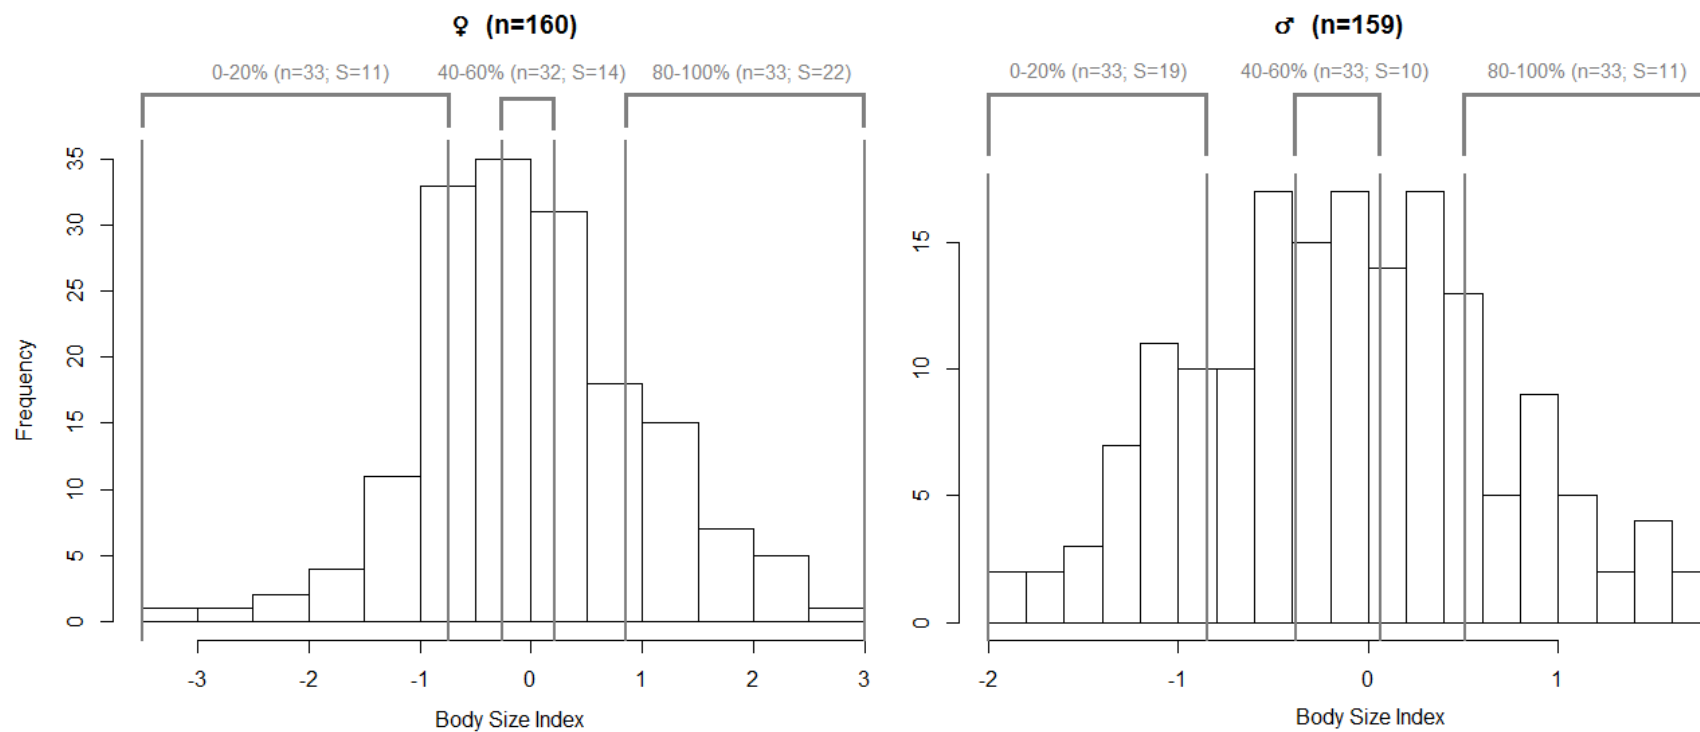 ♀ (n=160)
0-20% (n=33; S=11)
40-60% (n=32; S=14)
80-100% (n=33; S=22)
35
30
25
20
15
10
5
0
Frequency
-3
-2
-1
0
1
2
3
Body Size Index
♂ (n=159)
0-20% (n=33; S=19)
40-60% (n=33; S=10)
80-100% (n=33; S=11)
15
10
5
0
-2
-1
0
1
Body Size Index